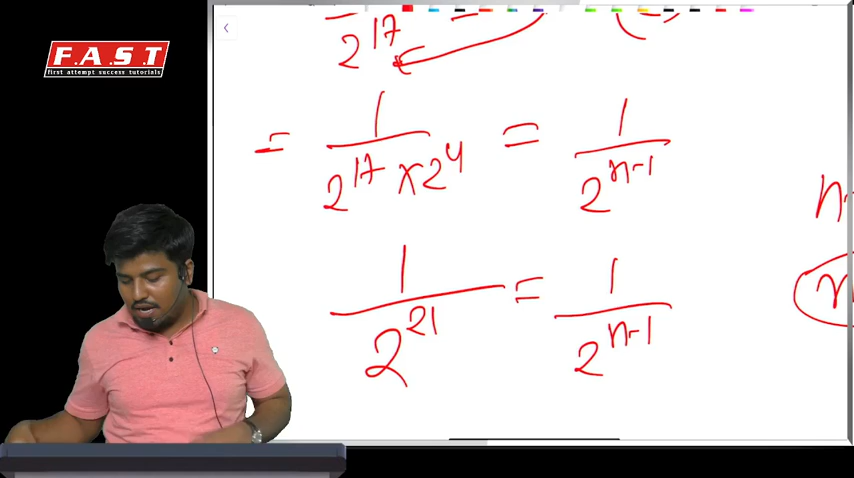 F.A.S.T
first attempt success tutorials
2^17 =
= 1/(2^17 × 2^4) = 1/2^(n-1)
1/2^21 = 1/2^(n-1)